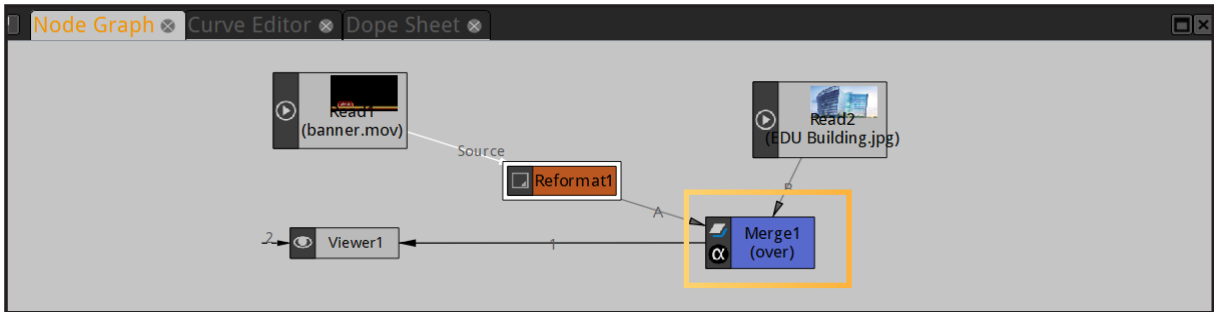 Node Graph Curve Editor Dope Sheet
Read1
(banner.mov)
Read2
(EDU Building.jpg)
Source
Reformat1
B
A
Merge1
(over)
α
2
Viewer1
1